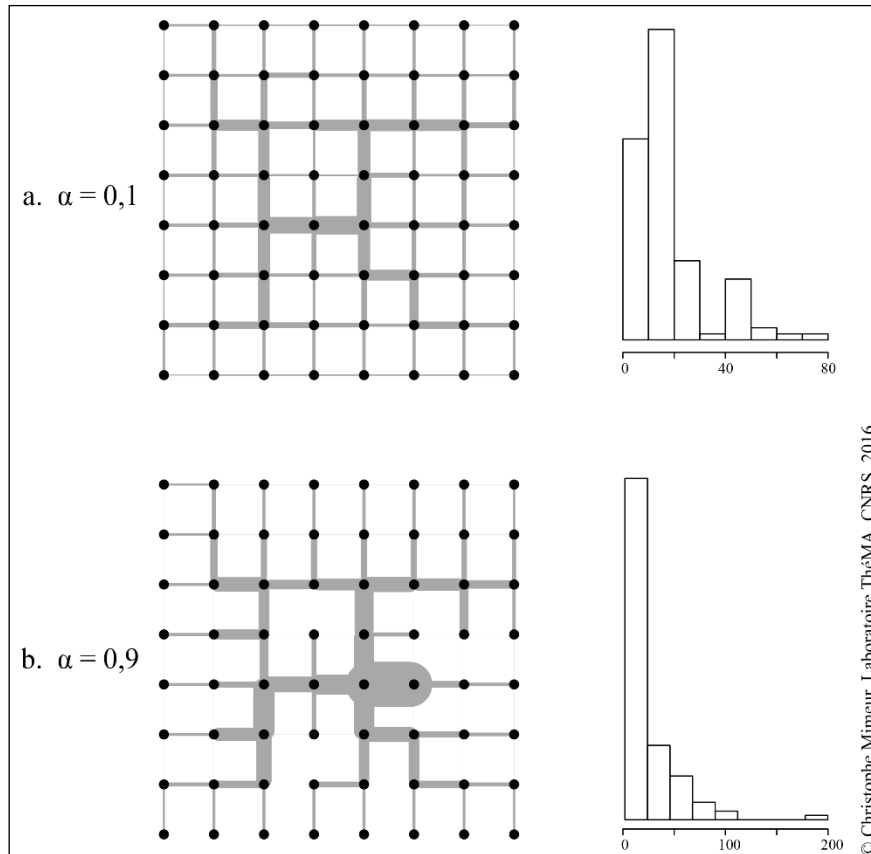 a. α = 0,1
0 40 80
b. α = 0,9
0 100 200
© Christophe Mimeur, Laboratoire ThéMA, CNRS, 2016